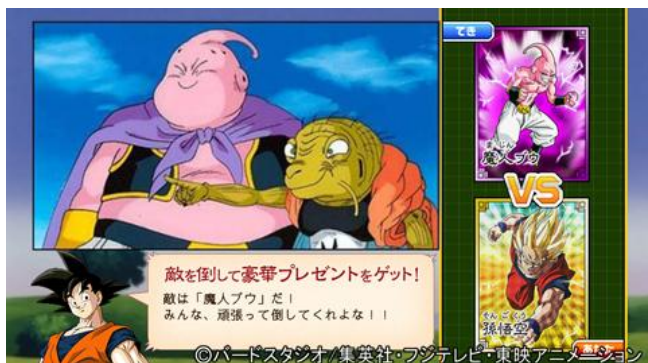 てき
まじん
魔人ブウ
VS
そんごくう
孫悟空
あなた
敵を倒して豪華プレゼントをゲット!
敵は「魔人ブウ」だ!
みんな、頑張って倒してくれよな!!
©バードスタジオ/集英社・フジテレビ・東映アニメーション